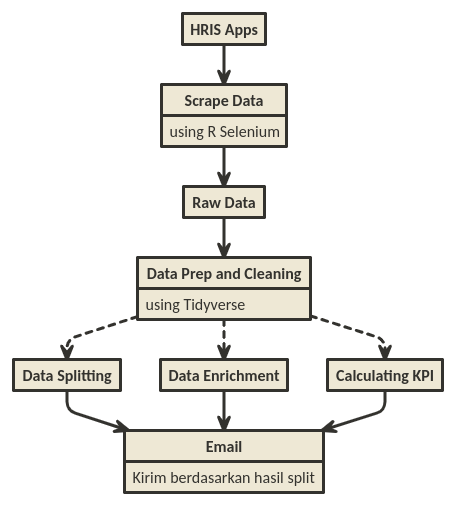 HRIS Apps
Scrape Data
using R Selenium
Raw Data
Data Prep and Cleaning
using Tidyverse
Data Splitting
Data Enrichment
Calculating KPI
Email
Kirim berdasarkan hasil split